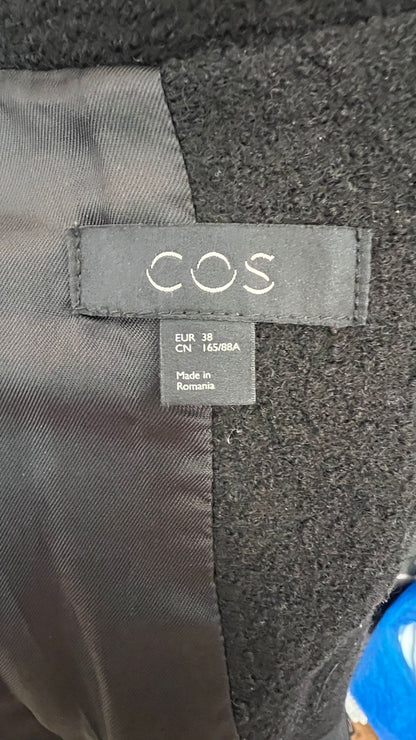 COS
EUR 38
CN 165/88A
Made in
Romania